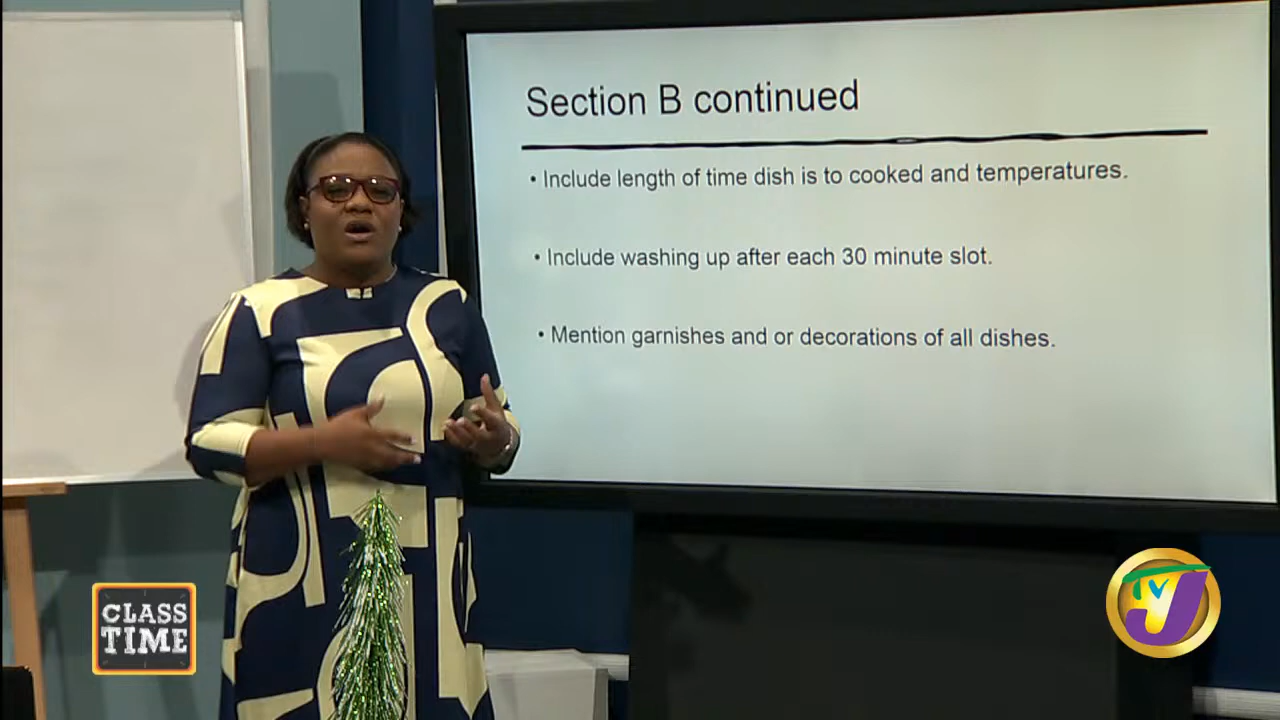 Section B continued
• Include length of time dish is to cooked and temperatures.
• Include washing up after each 30 minute slot.
• Mention garnishes and or decorations of all dishes.
CLASS
TIME
TVJ